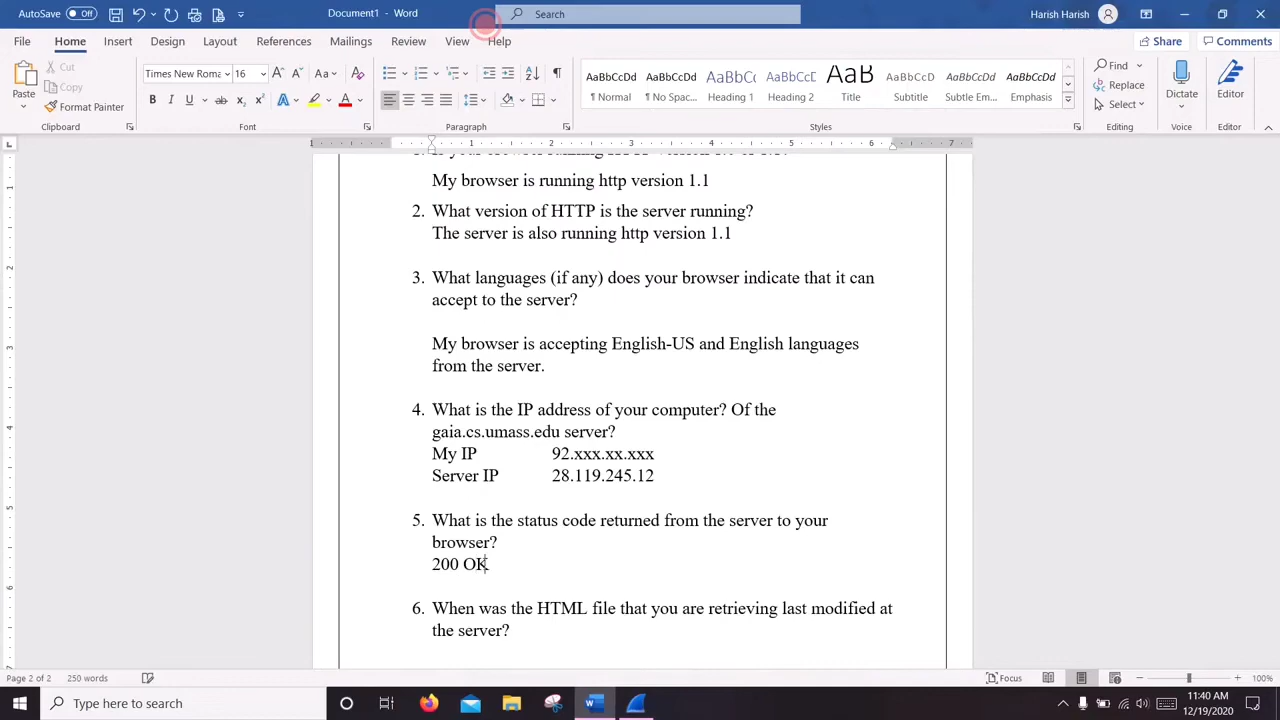 AutoSave Off Document1 - Word Search Harish Harish
File Home Insert Design Layout References Mailings Review View Help Share Comments
Paste Cut Copy Format Painter Clipboard
Times New Roma 16 Aa Font
Paragraph
AaBbCcDd AaBbCcDd AaBbC( AaBbCcE AaB AaBbCcDd AaBbCcDd AaBbCcDd
¶ Normal ¶ No Spac... Heading 1 Heading 2 Title Subtitle Subtle Em... Emphasis
Styles
Find Replace Select Editing
Dictate Voice
Editor Editor
My browser is running http version 1.1
2. What version of HTTP is the server running?
The server is also running http version 1.1
3. What languages (if any) does your browser indicate that it can
accept to the server?
My browser is accepting English-US and English languages
from the server.
4. What is the IP address of your computer? Of the
gaia.cs.umass.edu server?
My IP 92.xxx.xx.xxx
Server IP 28.119.245.12
5. What is the status code returned from the server to your
browser?
200 OK
6. When was the HTML file that you are retrieving last modified at
the server?
Page 2 of 2 250 words Focus 100%
Type here to search
11:40 AM
12/19/2020